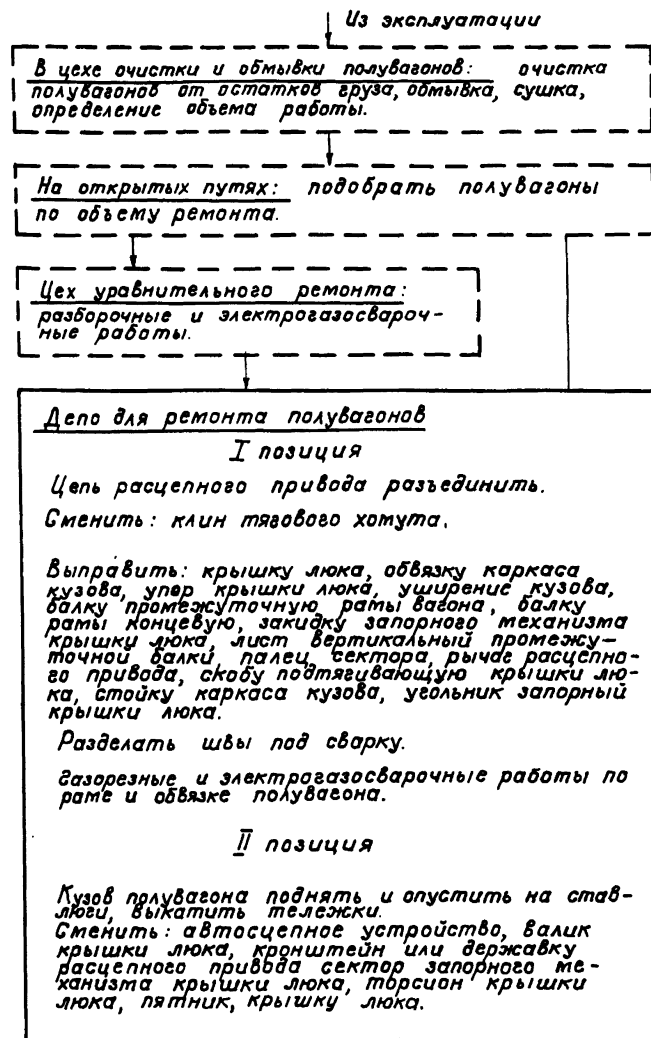 Из эксплуатации
В цехе очистки и обмывки полувагонов: очистка
полувагонов от остатков груза, обмывка, сушка,
определение объема работы.
На открытых путях: подобрать полувагоны
по объему ремонта.
Цех уравнительного ремонта:
разборочные и электрогазосвароч-
ные работы.
Депо для ремонта полувагонов
I позиция
Цепь расцепного привода разъединить.
Сменить: клин тягового хомута.
Выправить: крышку люка, обвязку каркаса
кузова, упор крышки люка, уширение кузова,
балку промежуточную рамы вагона, балку
рамы концевую, закидку запорного механизма
крышки люка, лист вертикальный промежу-
точной балки, палец сектора, рычаг расцепно-
го привода, скобу подтягивающую крышки лю-
ка, стойку каркаса кузова, угольник запорный
крышки люка.
Разделать швы под сварку.
Газорезные и электрогазосварочные работы по
раме и обвязке полувагона.
II позиция
Кузов полувагона поднять и опустить на став-
люги, выкатить тележки.
Сменить: автосцепное устройство, валик
крышки люка, кронштейн или державку
расцепного привода сектор запорного ме-
ханизма крышки люка, торсион крышки
люка, пятник, крышку люка.